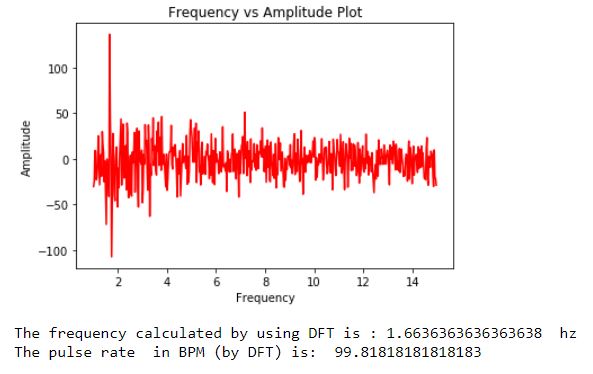 Frequency vs Amplitude Plot
Amplitude
100
50
0
−50
−100
2 4 6 8 10 12 14
Frequency
The frequency calculated by using DFT is : 1.6636363636363638 hz
The pulse rate in BPM (by DFT) is: 99.81818181818183